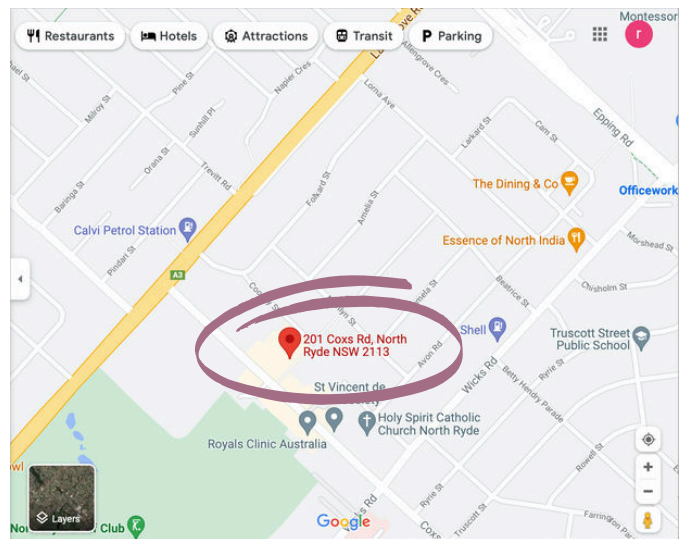 Montessor
Restaurants
Hotels
Attractions
Transit
Parking
r
Allengrove Cres
Napier Cres
Pine St
Milroy St
Lorna Ave
Sunhill Pl
Epping Rd
Cam St
Larkard St
Orana St
Trevitt Rd
Folkard St
The Dining & Co
Officework
Baringa St
Amelia St
Calvi Petrol Station
Essence of North India
Morshead St
Pindari St
A3
Beatrice St
Chisholm St
Shell
Truscott Street
Public School
201 Coxs Rd, North
Ryde NSW 2113
Avon Rd
Wicks Rd
Ryrie St
Betty Hendry Parade
St Vincent de
Holy Spirit Catholic
Church North Ryde
Royals Clinic Australia
Rowell St
Layers
Ryrie St
Truscott St
Farrington Par
Google
Coxs
Club